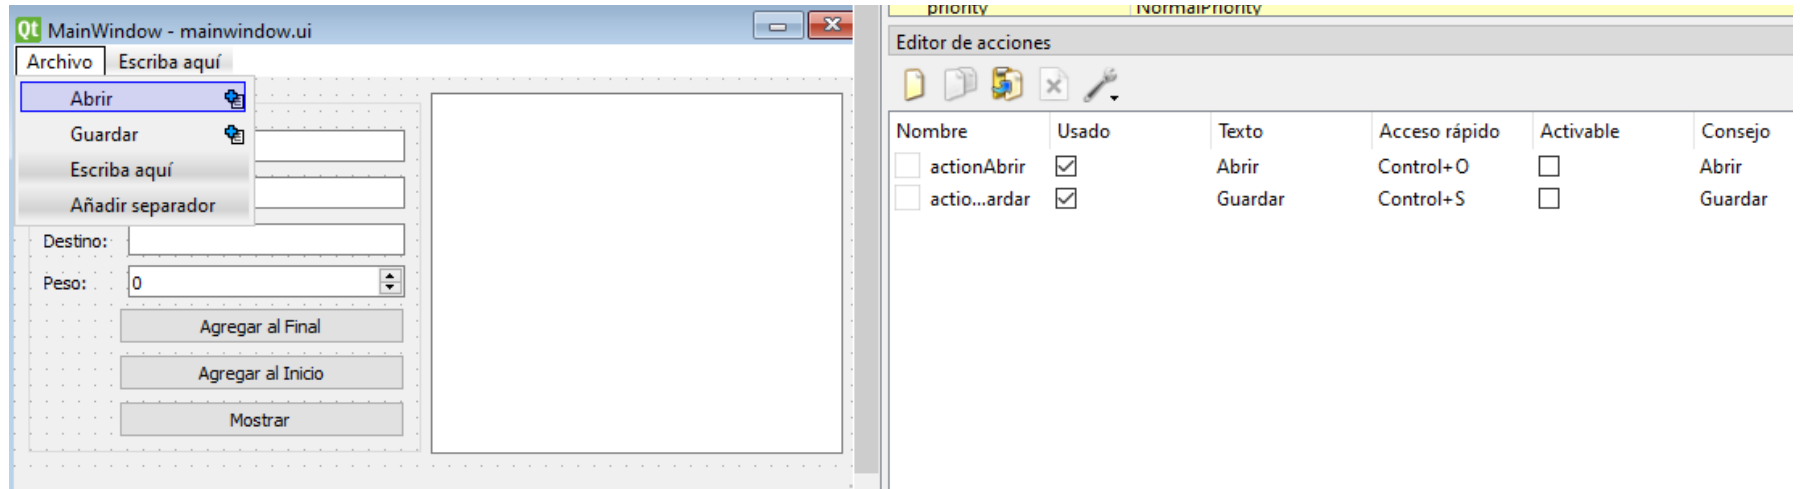 Qt MainWindow - mainwindow.ui
Archivo Escriba aquí
Abrir
Guardar
Escriba aquí
Añadir separador
Destino:
Peso: 0
Agregar al Final
Agregar al Inicio
Mostrar
priority NormalPriority
Editor de acciones
Nombre Usado Texto Acceso rápido Activable Consejo
actionAbrir Abrir Control+O Abrir
actio...ardar Guardar Control+S Guardar